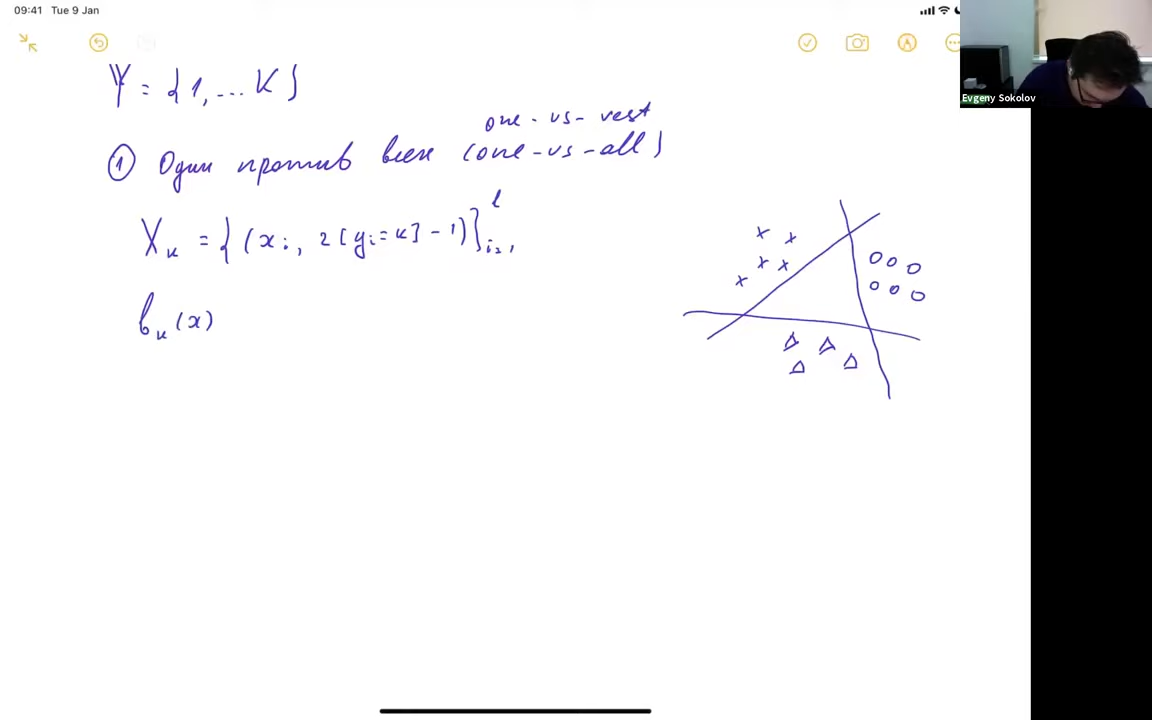 09:41 Tue 9 Jan
Evgeny Sokolov
𝕐 = {1, ... K}
one-vs-rest
① Один против всех (one-vs-all)
X_k = {(x_i, 2[y_i = k] - 1)}_{i=1}^ℓ
b_k(x)